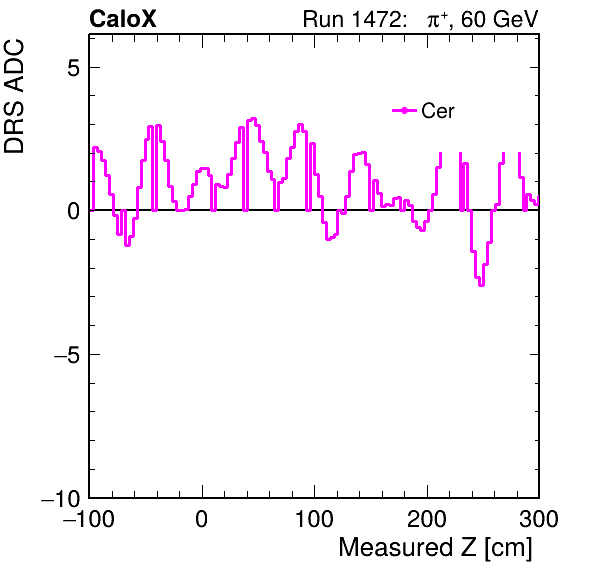 CaloX Run 1472: π⁺, 60 GeV
DRS ADC
Cer
5
0
−5
−10
−100 0 100 200 300
Measured Z [cm]